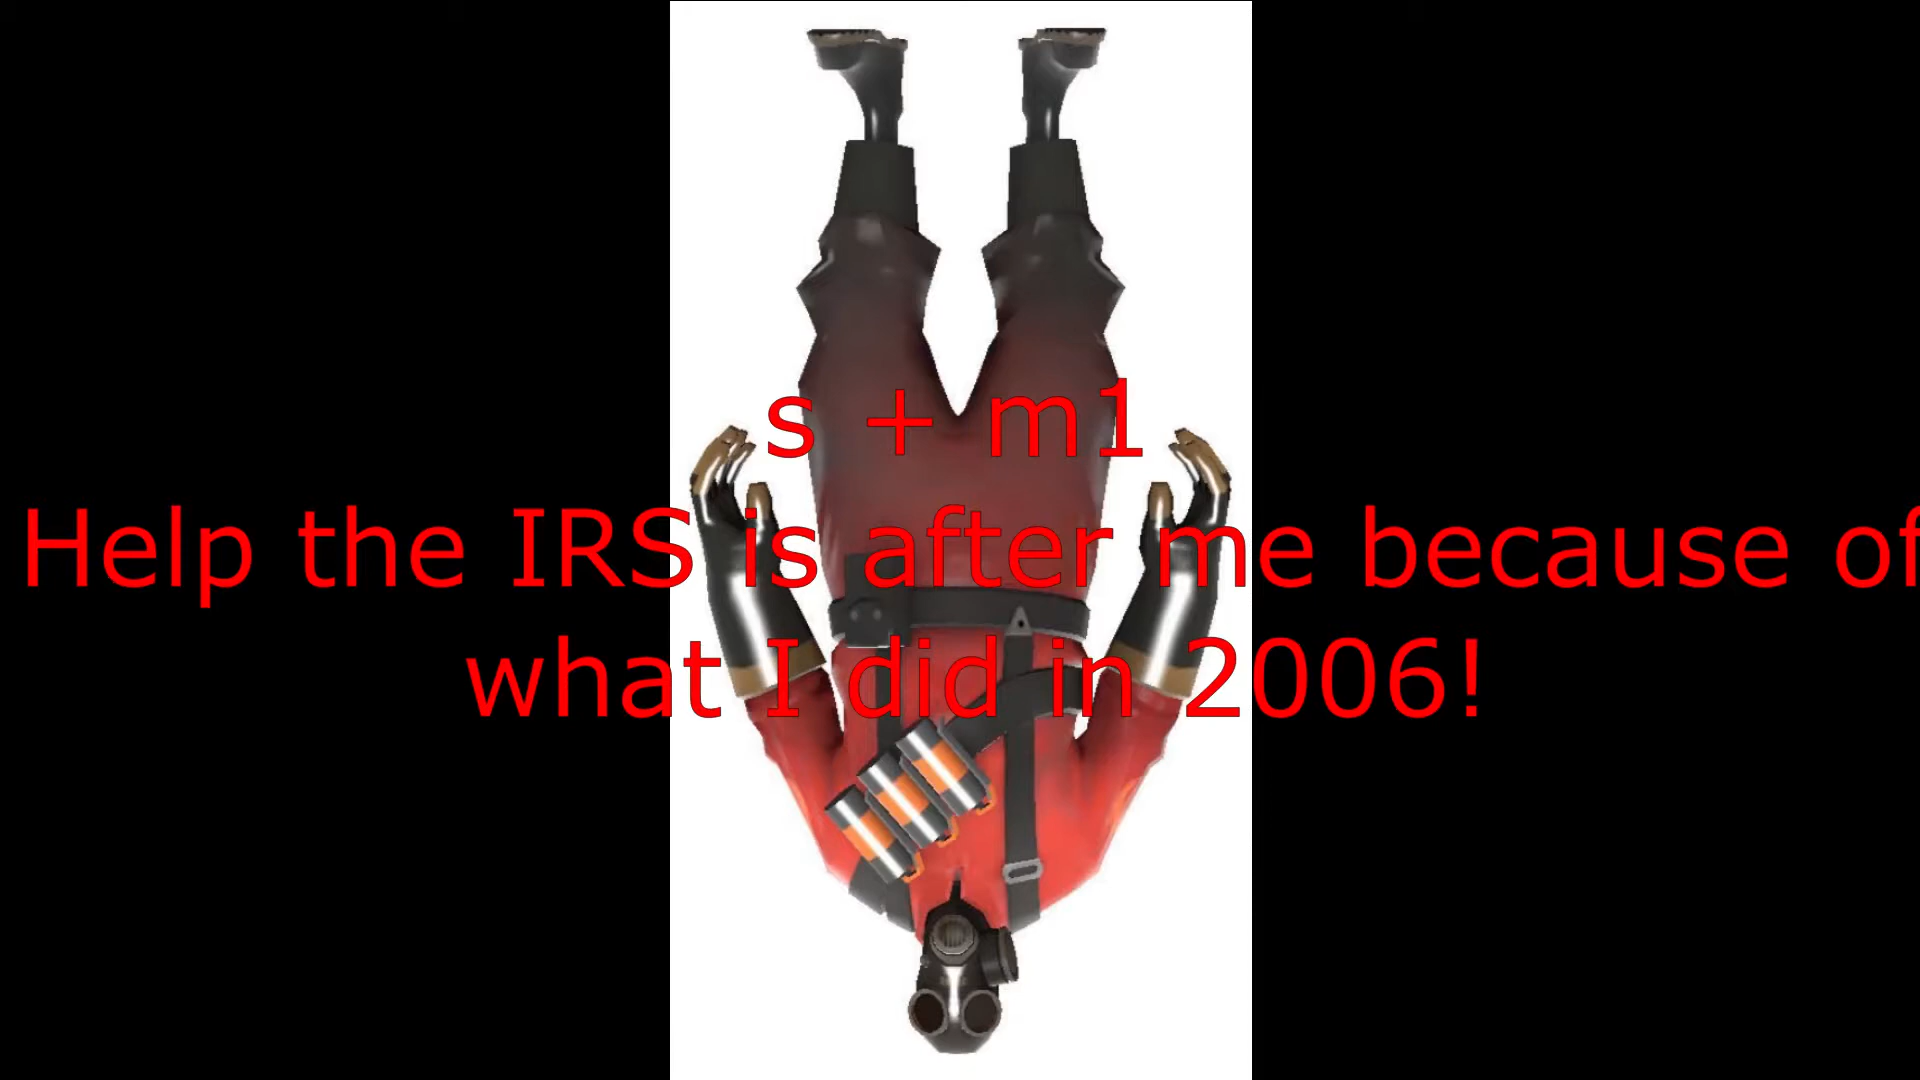 s + m1
Help the IRS is after me because of
what I did in 2006!